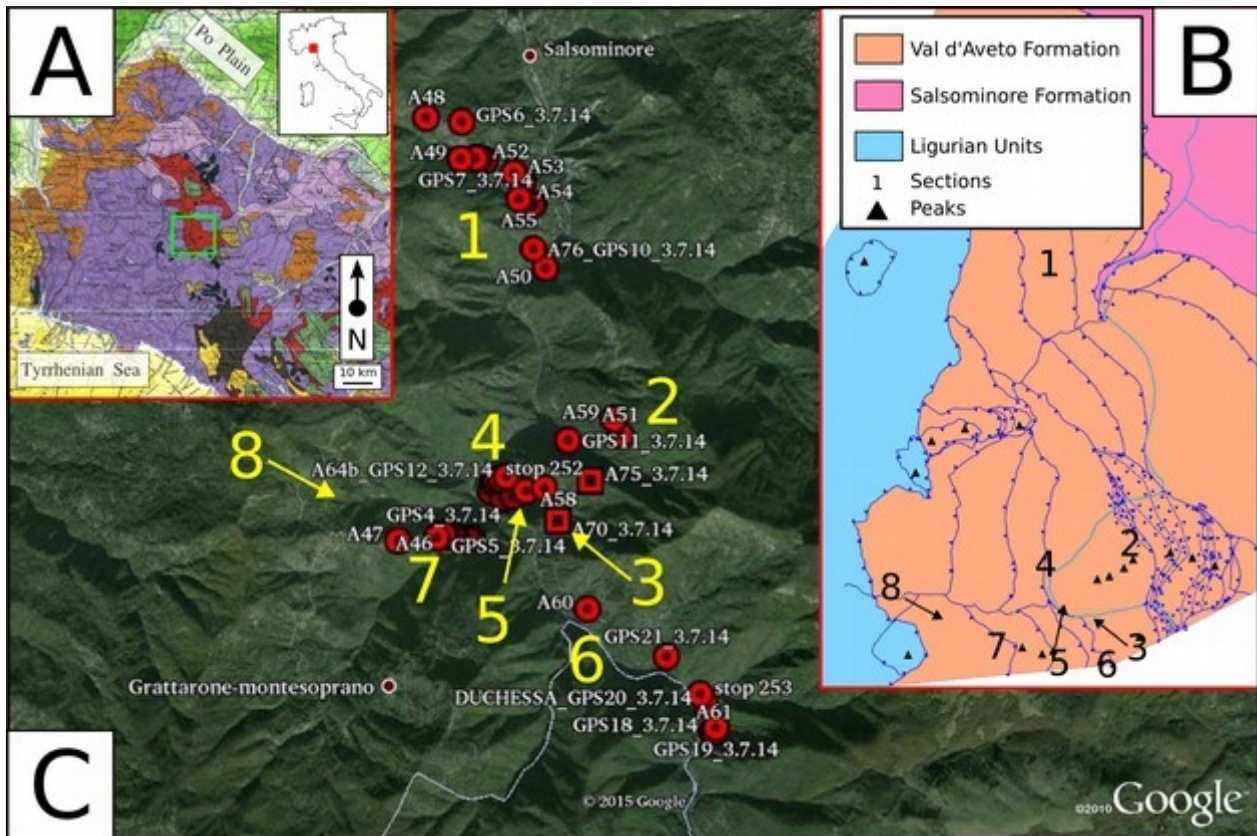 A
Po Plain
Tyrrhenian Sea
N
10 km
B
Val d'Aveto Formation
Salsominore Formation
Ligurian Units
1 Sections
Peaks
1
2
4
8
7
5
6
3
Salsominore
A48
GPS6_3.7.14
A49
A52
A53
GPS7_3.7.14
A54
A55
1
A76_GPS10_3.7.14
A50
2
A59
A51
GPS11_3.7.14
4
8
A64b_GPS12_3.7.14
stop 252
A75_3.7.14
A58
GPS4_3.7.14
A70_3.7.14
A47
A46
GPS5_3.7.14
7
5
3
A60
6
GPS21_3.7.14
Grattarone-montesoprano
DUCHESSA_GPS20_3.7.14
stop 253
A61
GPS18_3.7.14
GPS19_3.7.14
C
© 2015 Google
©2010 Google